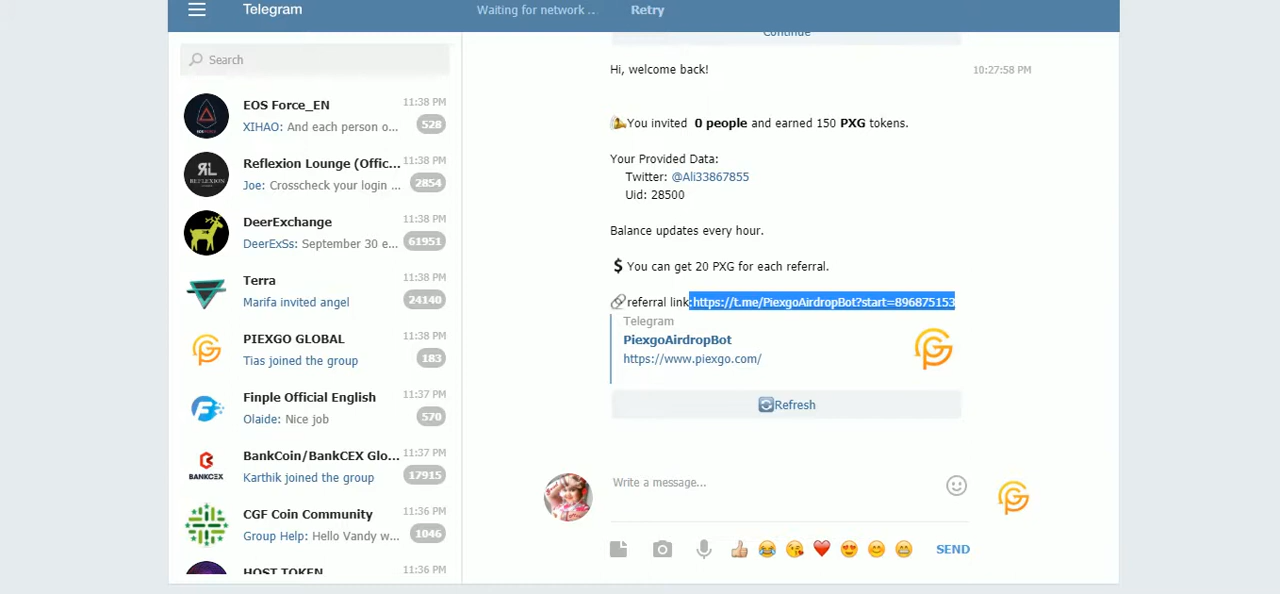 Telegram
Waiting for network ..
Retry
Search
EOS Force_EN
11:38 PM
XIHAO: And each person o...
528
Reflexion Lounge (Offic...
11:38 PM
Joe: Crosscheck your login ...
2854
DeerExchange
11:38 PM
DeerExSs: September 30 e...
61951
Terra
11:38 PM
Marifa invited angel
24140
PIEXGO GLOBAL
11:38 PM
Tias joined the group
183
Finple Official English
11:37 PM
Olaide: Nice job
570
BankCoin/BankCEX Glo...
11:37 PM
Karthik joined the group
17915
BANKCEX
CGF Coin Community
11:36 PM
Group Help: Hello Vandy w...
1046
HOST TOKEN
11:36 PM
RL
REFLEXION
Continue
Hi, welcome back!
10:27:58 PM
You invited 0 people and earned 150 PXG tokens.
Your Provided Data:
Twitter: @Ali33867855
Uid: 28500
Balance updates every hour.
$ You can get 20 PXG for each referral.
referral link:https://t.me/PiexgoAirdropBot?start=896875153
Telegram
PiexgoAirdropBot
https://www.piexgo.com/
Refresh
Write a message...
SEND